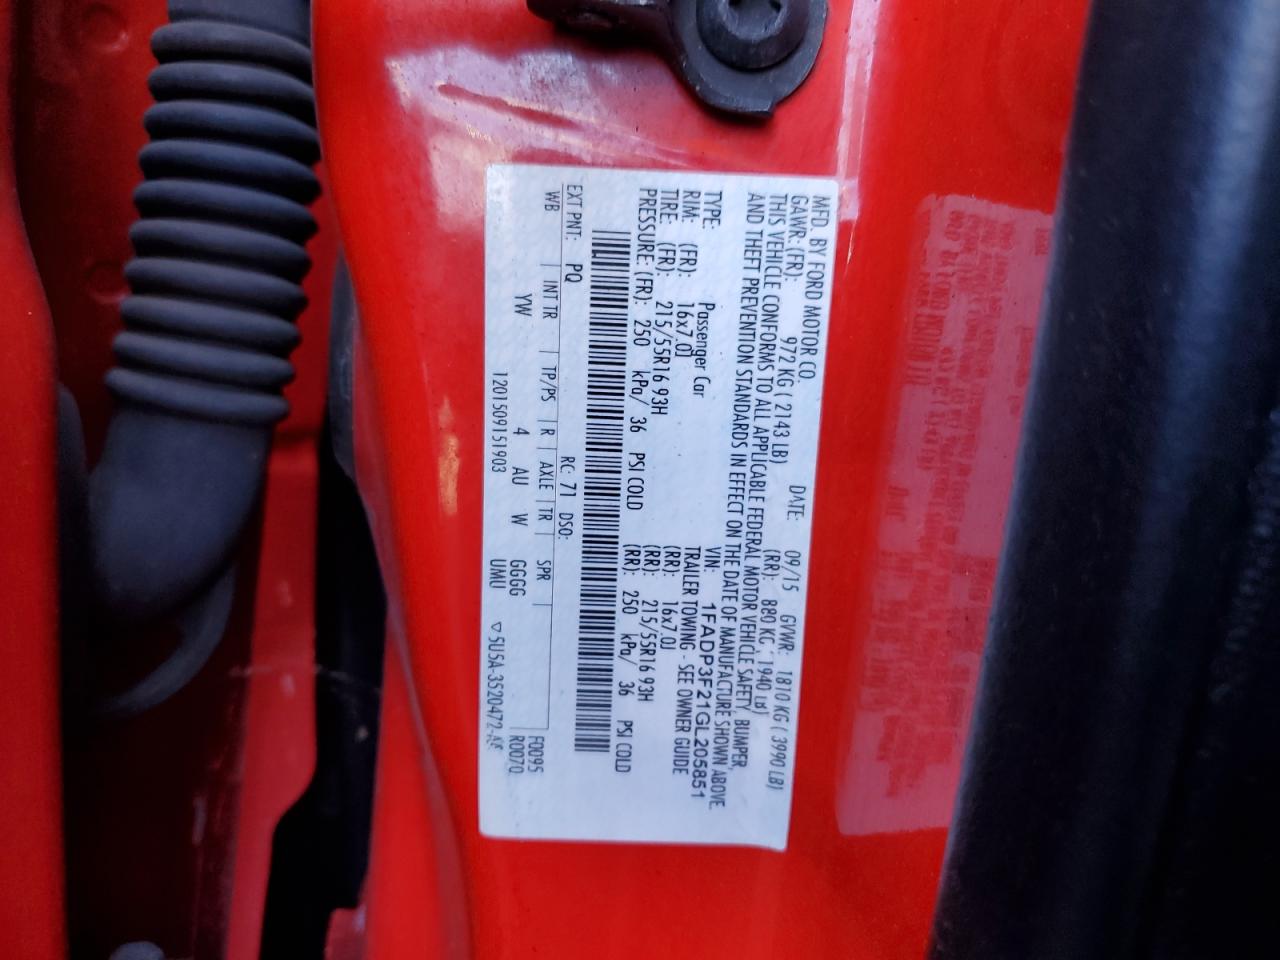 MFD. BY FORD MOTOR CO.
DATE: 09/15 GVWR: 1810 KG ( 3990 LB)
GAWR: (FR): 972 KG ( 2143 LB) (RR): 880 KG ( 1940 LB)
THIS VEHICLE CONFORMS TO ALL APPLICABLE FEDERAL MOTOR VEHICLE SAFETY, BUMPER,
AND THEFT PREVENTION STANDARDS IN EFFECT ON THE DATE OF MANUFACTURE SHOWN ABOVE.
VIN: 1FADP3F21GL205851
TYPE: Passenger Car TRAILER TOWING - SEE OWNER GUIDE
RIM: (FR): 16x7.0J (RR): 16x7.0J
TIRE: (FR): 215/55R16 93H (RR): 215/55R16 93H
PRESSURE: (FR): 250 kPa/ 36 PSI COLD (RR): 250 kPa/ 36 PSI COLD
EXT PNT: PQ RC: 71 DSO: F0095
WB INT TR TP/PS R AXLE TR SPR R0070
YW 4 AU W GGGG
1201509151903 UMU ▽ 5U5A-3520472-AF